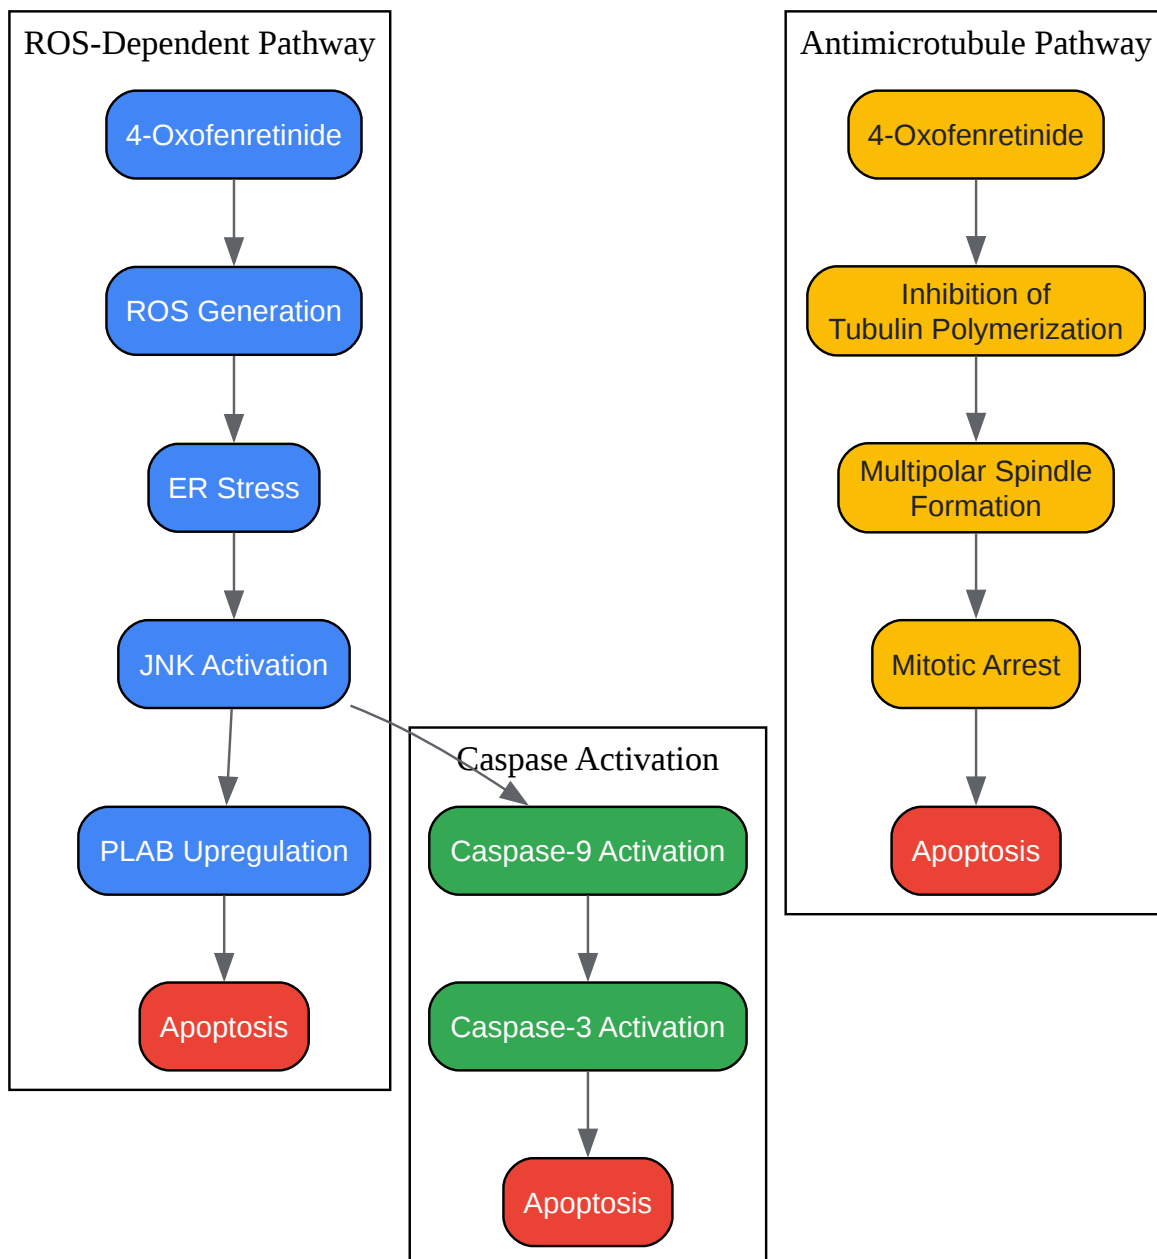 ROS-Dependent Pathway
4-Oxofenretinide
ROS Generation
ER Stress
JNK Activation
PLAB Upregulation
Apoptosis
Caspase Activation
Caspase-9 Activation
Caspase-3 Activation
Apoptosis
Antimicrotubule Pathway
4-Oxofenretinide
Inhibition of
Tubulin Polymerization
Multipolar Spindle
Formation
Mitotic Arrest
Apoptosis